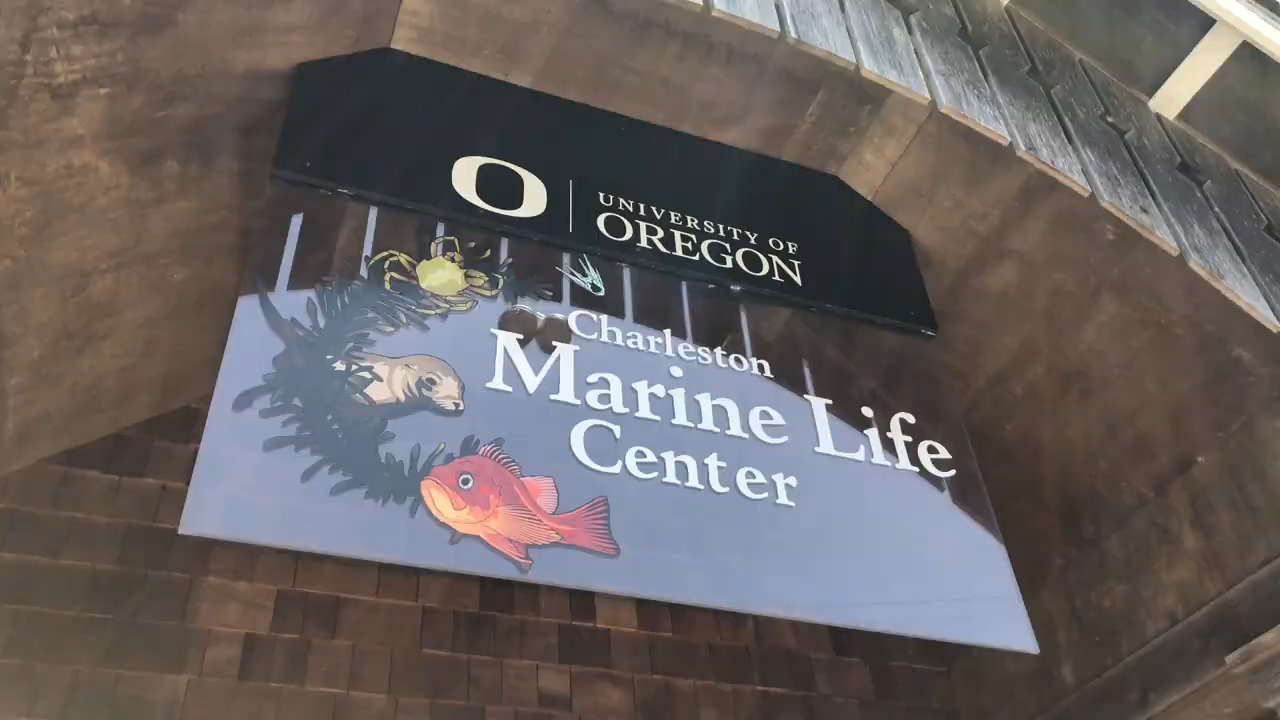 O
UNIVERSITY OF
OREGON
Charleston
Marine Life
Center